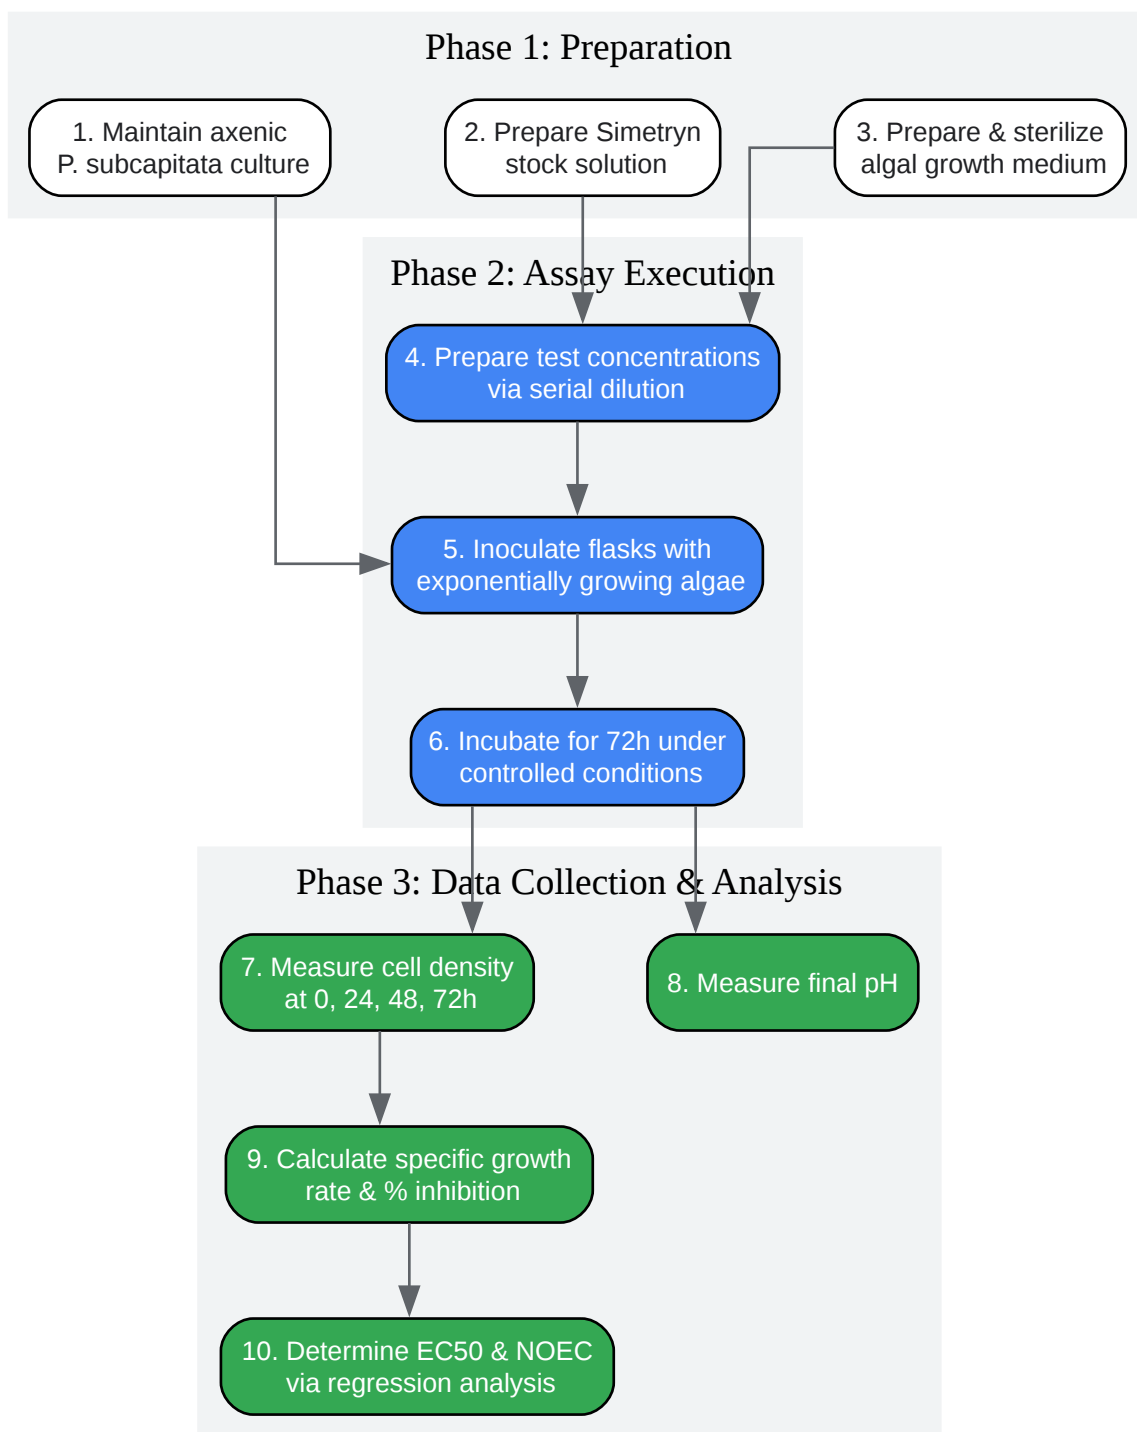 Phase 1: Preparation
1. Maintain axenic
P. subcapitata culture
2. Prepare Simetryn
stock solution
3. Prepare & sterilize
algal growth medium
Phase 2: Assay Execution
4. Prepare test concentrations
via serial dilution
5. Inoculate flasks with
exponentially growing algae
6. Incubate for 72h under
controlled conditions
Phase 3: Data Collection & Analysis
7. Measure cell density
at 0, 24, 48, 72h
8. Measure final pH
9. Calculate specific growth
rate & % inhibition
10. Determine EC50 & NOEC
via regression analysis